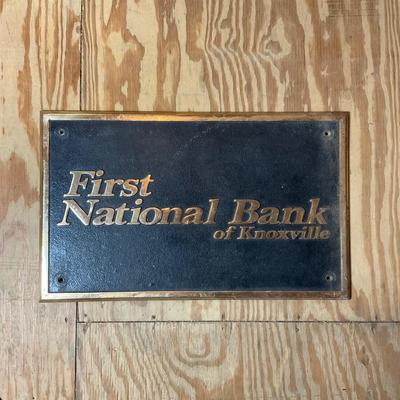 First
National Bank
of Knoxville